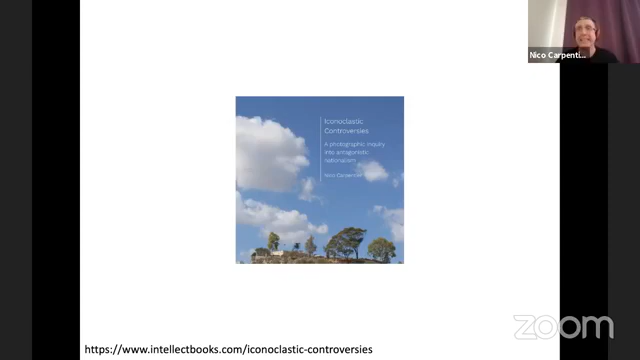 Nico Carpenti...
Iconoclastic
Controversies
A photographic inquiry
into antagonistic
nationalism
Nico Carpentier
zoom
https://www.intellectbooks.com/iconoclastic-controversies